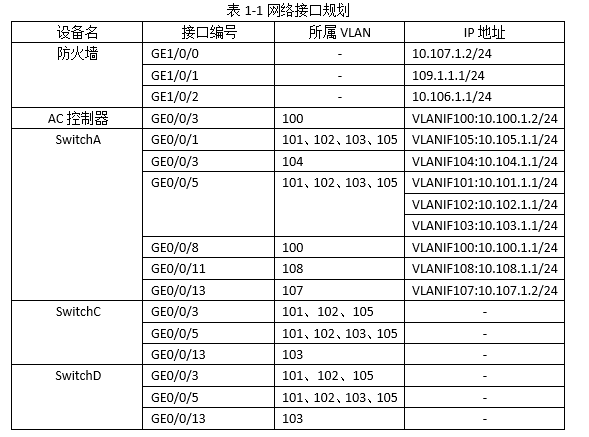 表 1-1 网络接口规划
设备名 接口编号 所属 VLAN IP 地址
防火墙 GE1/0/0 - 10.107.1.2/24
GE1/0/1 - 109.1.1.1/24
GE1/0/2 - 10.106.1.1/24
AC 控制器 GE0/0/3 100 VLANIF100:10.100.1.2/24
SwitchA GE0/0/1 101、102、103、105 VLANIF105:10.105.1.1/24
GE0/0/3 104 VLANIF104:10.104.1.1/24
GE0/0/5 101、102、103、105 VLANIF101:10.101.1.1/24
VLANIF102:10.102.1.1/24
VLANIF103:10.103.1.1/24
GE0/0/8 100 VLANIF100:10.100.1.1/24
GE0/0/11 108 VLANIF108:10.108.1.1/24
GE0/0/13 107 VLANIF107:10.107.1.2/24
SwitchC GE0/0/3 101、102、105 -
GE0/0/5 101、102、103、105 -
GE0/0/13 103 -
SwitchD GE0/0/3 101、102、105 -
GE0/0/5 101、102、103、105 -
GE0/0/13 103 -